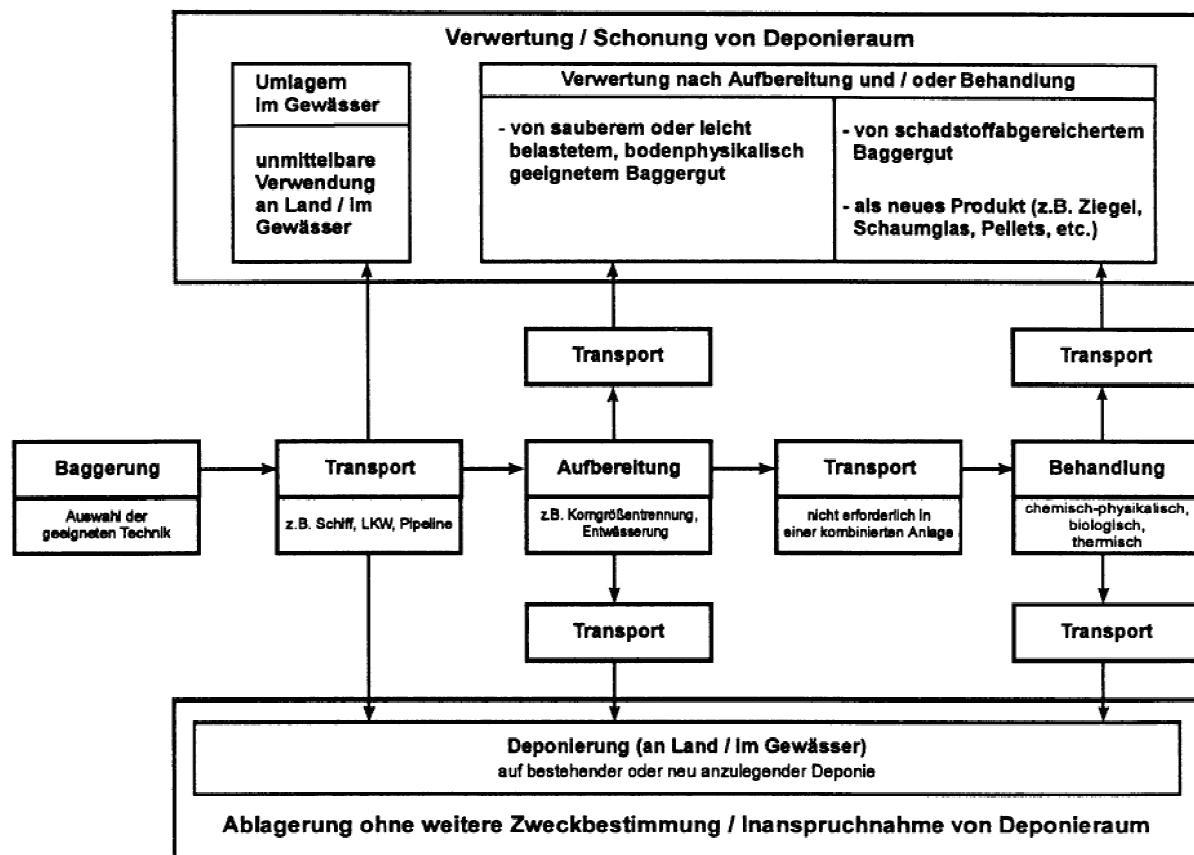 Verwertung / Schonung von Deponieraum
Umlagern
im Gewässer
unmittelbare
Verwendung
an Land / im
Gewässer
Verwertung nach Aufbereitung und / oder Behandlung
- von sauberem oder leicht
belastetem, bodenphysikalisch
geeignetem Baggergut
- von schadstoffabgereichertem
Baggergut
- als neues Produkt (z.B. Ziegel,
Schaumglas, Pellets, etc.)
Transport
Transport
Baggerung
Auswahl der
geeigneten Technik
Transport
z.B. Schiff, LKW, Pipeline
Aufbereitung
z.B. Korngrößentrennung,
Entwässerung
Transport
nicht erforderlich in
einer kombinierten Anlage
Behandlung
chemisch-physikalisch,
biologisch,
thermisch
Transport
Transport
Deponierung (an Land / im Gewässer)
auf bestehender oder neu anzulegender Deponie
Ablagerung ohne weitere Zweckbestimmung / Inanspruchnahme von Deponieraum